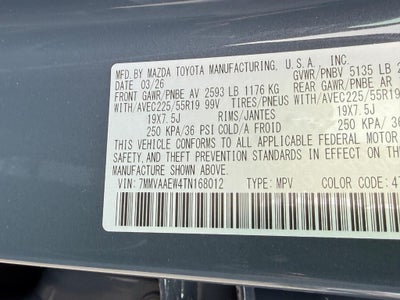 MFD. BY MAZDA TOYOTA MANUFACTURING, U.S.A., INC.
DATE 03/26 GVWR/PNBV 5135 LB
FRONT GAWR/PNBE AV 2593 LB 1176 KG REAR GAWR/PNBE AR
WITH/AVEC225/55R19 99V TIRES/PNEUS WITH/AVEC225/55R19
19X7.5J RIMS/JANTES 19X7.5J
250 KPA/36 PSI COLD/A FROID 250 KPA/36
THIS VEHICLE CONFORMS TO ALL APPLICABLE FEDERAL MOTOR VEHICLE
SAFETY AND THEFT PREVENTION STANDARDS IN EFFECT ON THE DATE OF
MANUFACTURE SHOWN ABOVE.
VIN: 7MMVAAEW4TN168012 TYPE: MPV COLOR CODE: